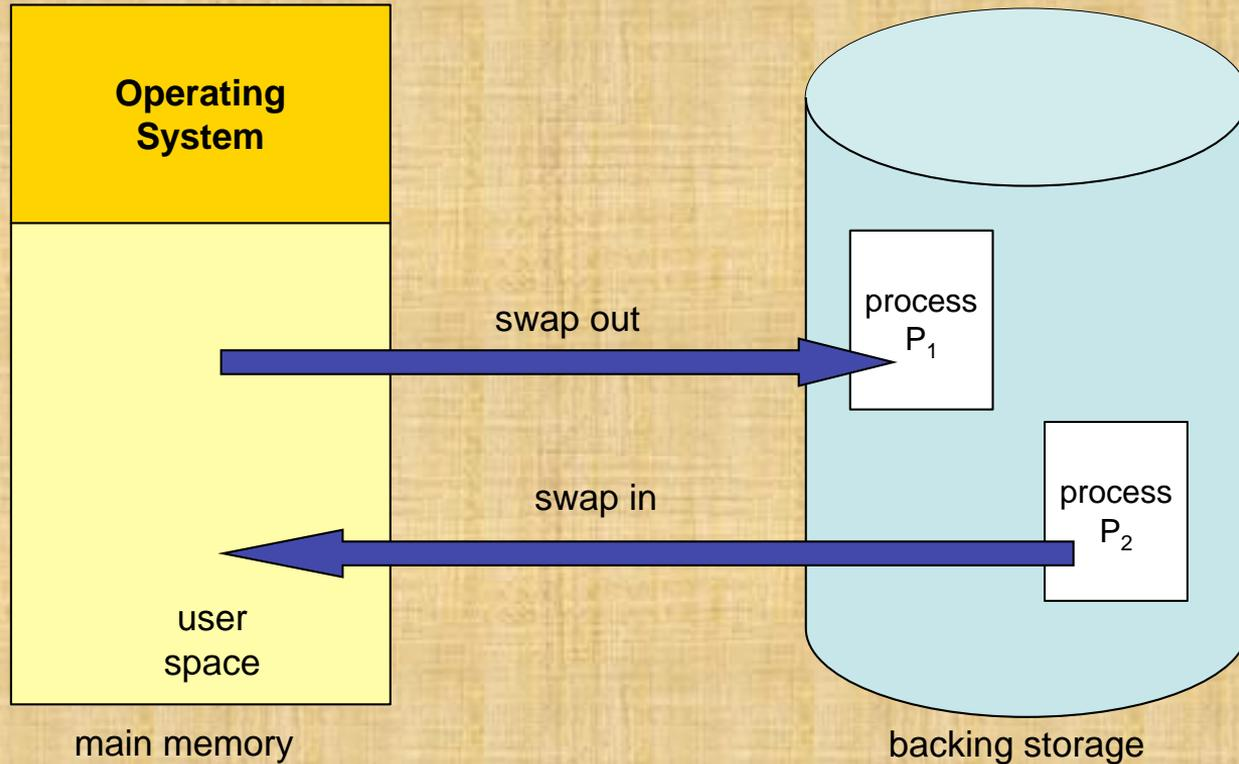 Operating
System
swap out
process
P₁
swap in
process
P₂
user
space
main memory
backing storage